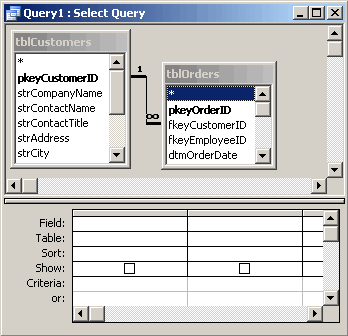 Query1 : Select Query
tblCustomers
*
pkeyCustomerID
strCompanyName
strContactName
strContactTitle
strAddress
strCity
1
∞
tblOrders
*
pkeyOrderID
fkeyCustomerID
fkeyEmployeeID
dtmOrderDate
Field:
Table:
Sort:
Show:
Criteria:
or: